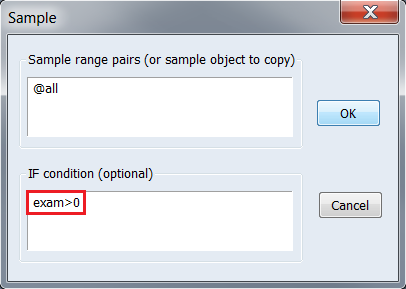 Sample
Sample range pairs (or sample object to copy)
@all
OK
IF condition (optional)
exam>0
Cancel